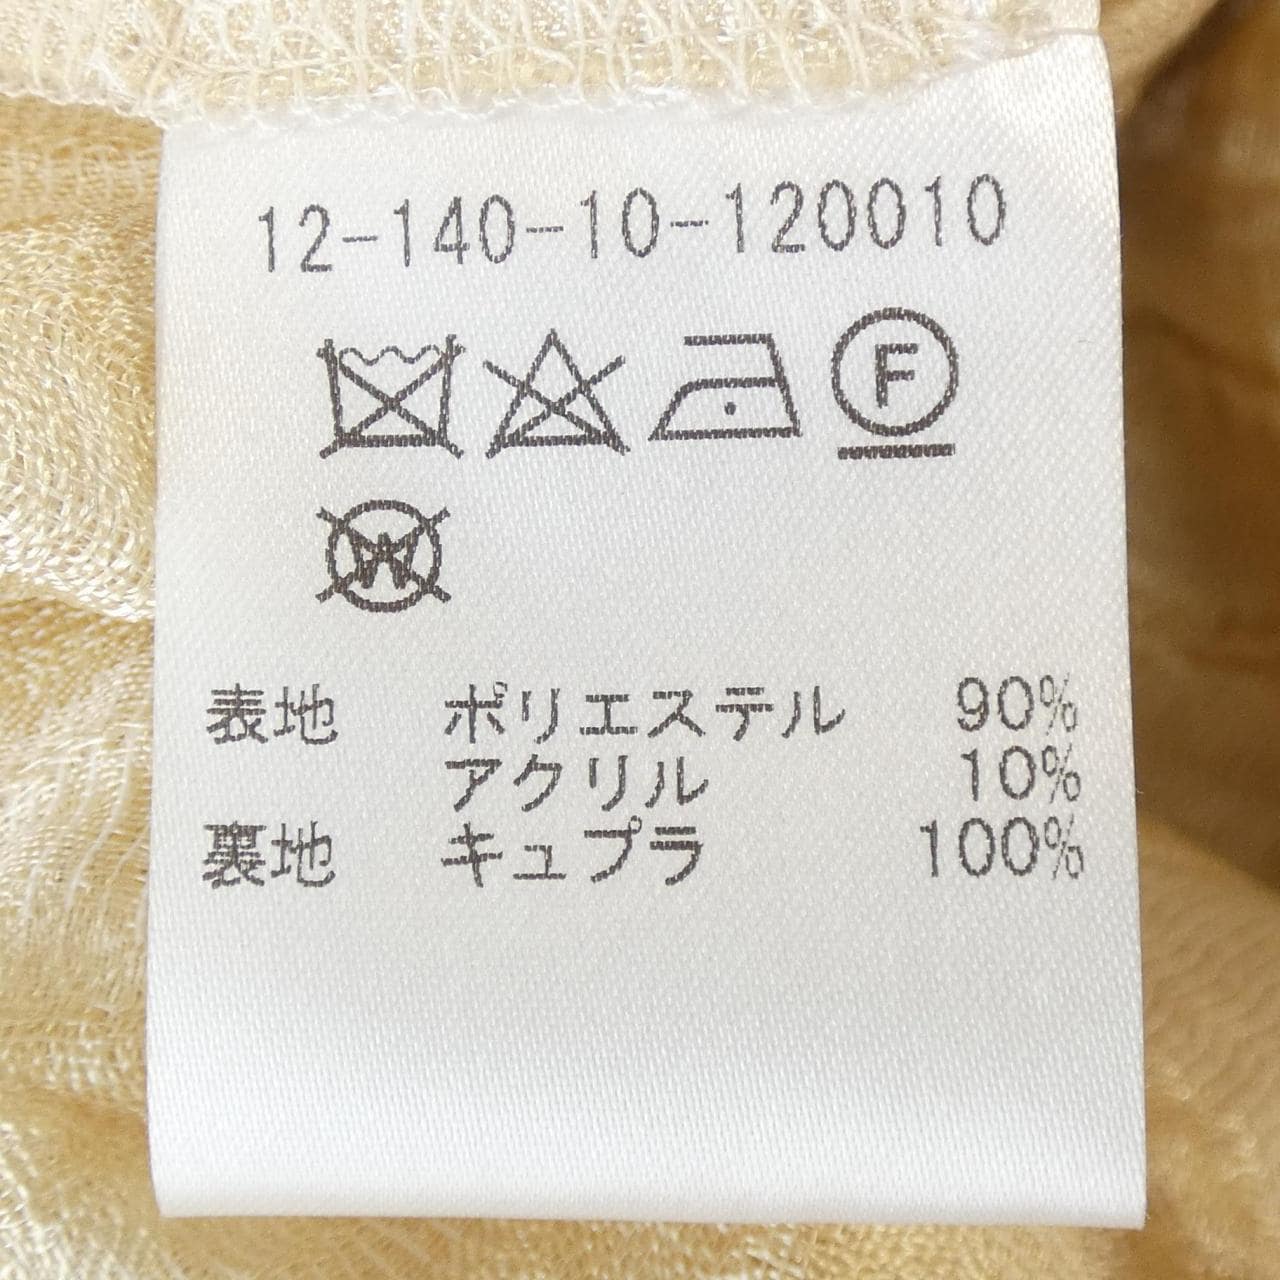 12-140-10-120010
F
W
表地 ポリエステル 90%
アクリル 10%
裏地 キュプラ 100%